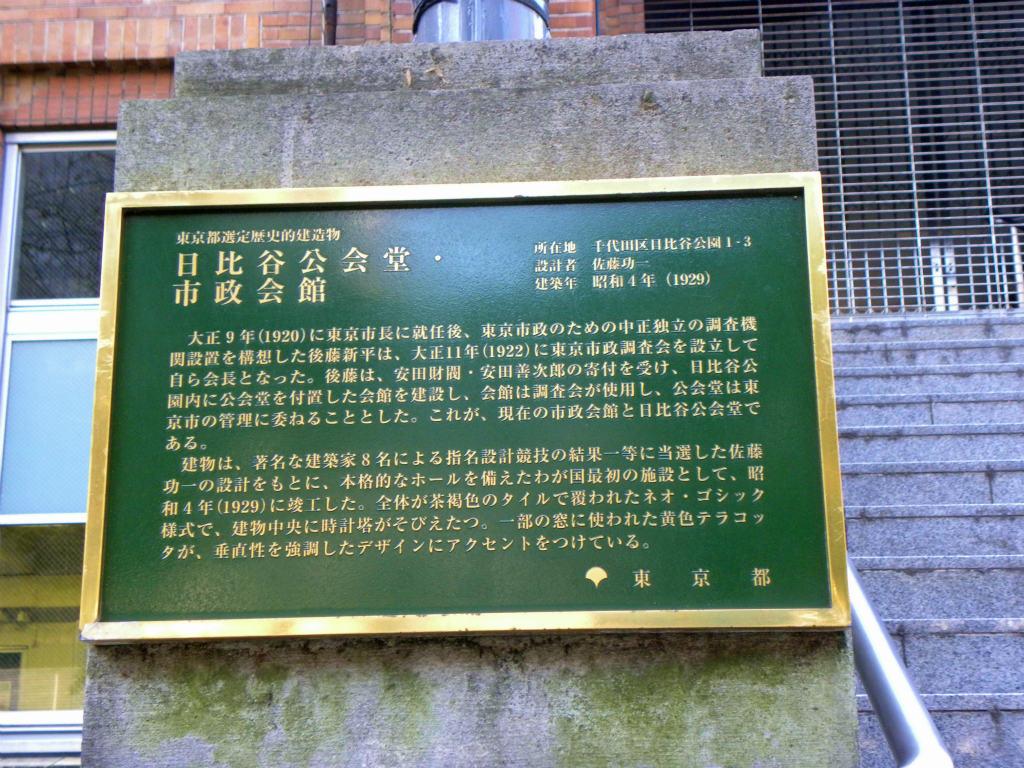 東京都選定歴史的建造物
日比谷公会堂・
市政会館
所在地　千代田区日比谷公園1-3
設計者　佐藤功一
建築年　昭和4年（1929）
大正9年(1920)に東京市長に就任後、東京市政のための中正独立の調査機
関設置を構想した後藤新平は、大正11年(1922)に東京市政調査会を設立して
自ら会長となった。後藤は、安田財閥・安田善次郎の寄付を受け、日比谷公
園内に公会堂を付置した会館を建設し、会館は調査会が使用し、公会堂は東
京市の管理に委ねることとした。これが、現在の市政会館と日比谷公会堂で
ある。
建物は、著名な建築家8名による指名設計競技の結果一等に当選した佐藤
功一の設計をもとに、本格的なホールを備えたわが国最初の施設として、昭
和4年(1929)に竣工した。全体が茶褐色のタイルで覆われたネオ・ゴシック
様式で、建物中央に時計塔がそびえたつ。一部の窓に使われた黄色テラコッ
タが、垂直性を強調したデザインにアクセントをつけている。
東京都